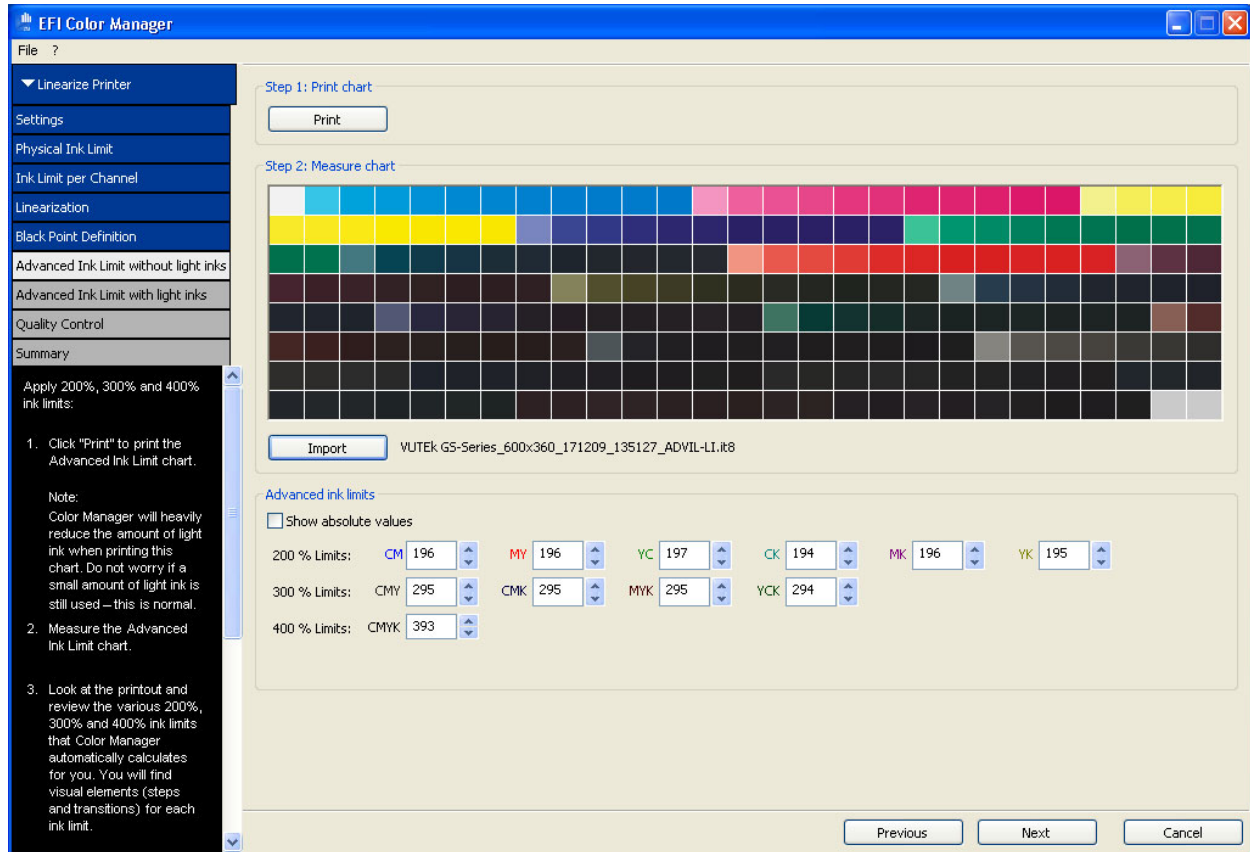 EFI Color Manager
File ?
Linearize Printer
Settings
Physical Ink Limit
Ink Limit per Channel
Linearization
Black Point Definition
Advanced Ink Limit without light inks
Advanced Ink Limit with light inks
Quality Control
Summary
Apply 200%, 300% and 400%
ink limits:
1. Click "Print" to print the
Advanced Ink Limit chart.
Note:
Color Manager will heavily
reduce the amount of light
ink when printing this
chart. Do not worry if a
small amount of light ink is
still used – this is normal.
2. Measure the Advanced
Ink Limit chart.
3. Look at the printout and
review the various 200%,
300% and 400% ink limits
that Color Manager
automatically calculates
for you. You will find
visual elements (steps
and transitions) for each
ink limit.
Step 1: Print chart
Print
Step 2: Measure chart
Import VUTEk GS-Series_600x360_171209_135127_ADVIL-LI.it8
Advanced ink limits
Show absolute values
200 % Limits: CM 196 MY 196 YC 197 CK 194 MK 196 YK 195
300 % Limits: CMY 295 CMK 295 MYK 295 YCK 294
400 % Limits: CMYK 393
Previous Next Cancel